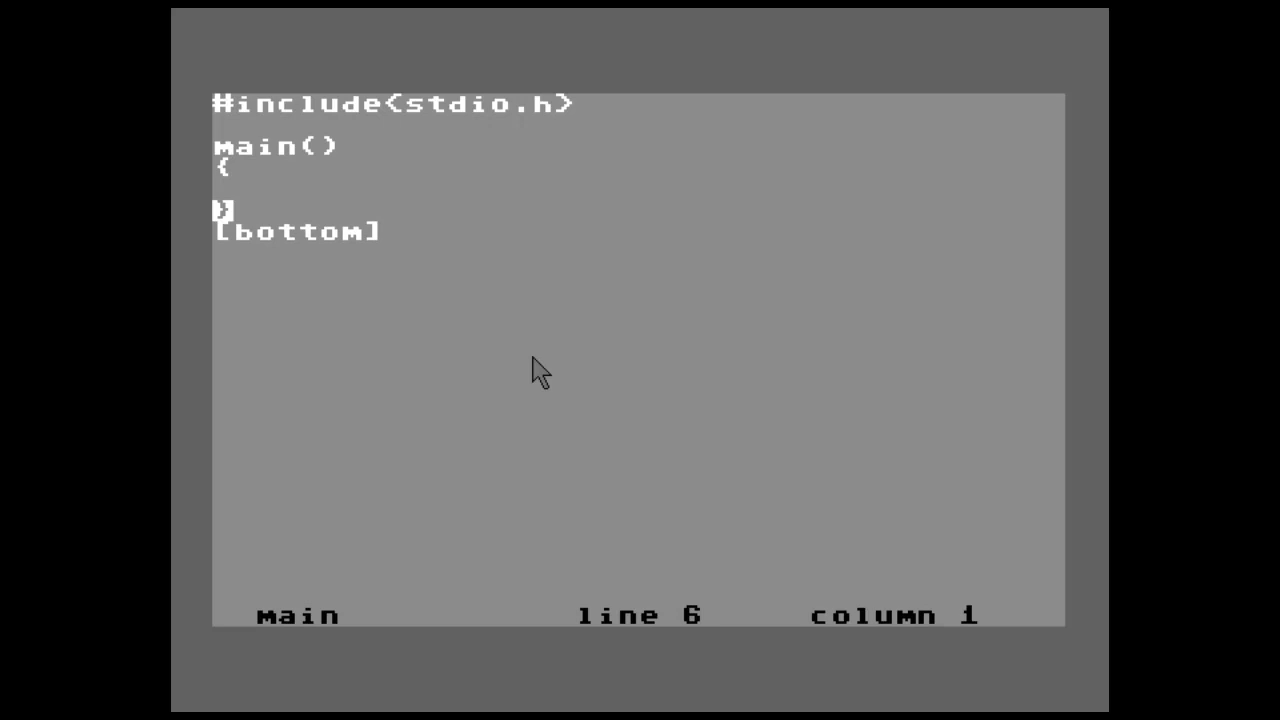 #include<stdio.h>
main()
{
}
[bottom]
main line 6 column 1